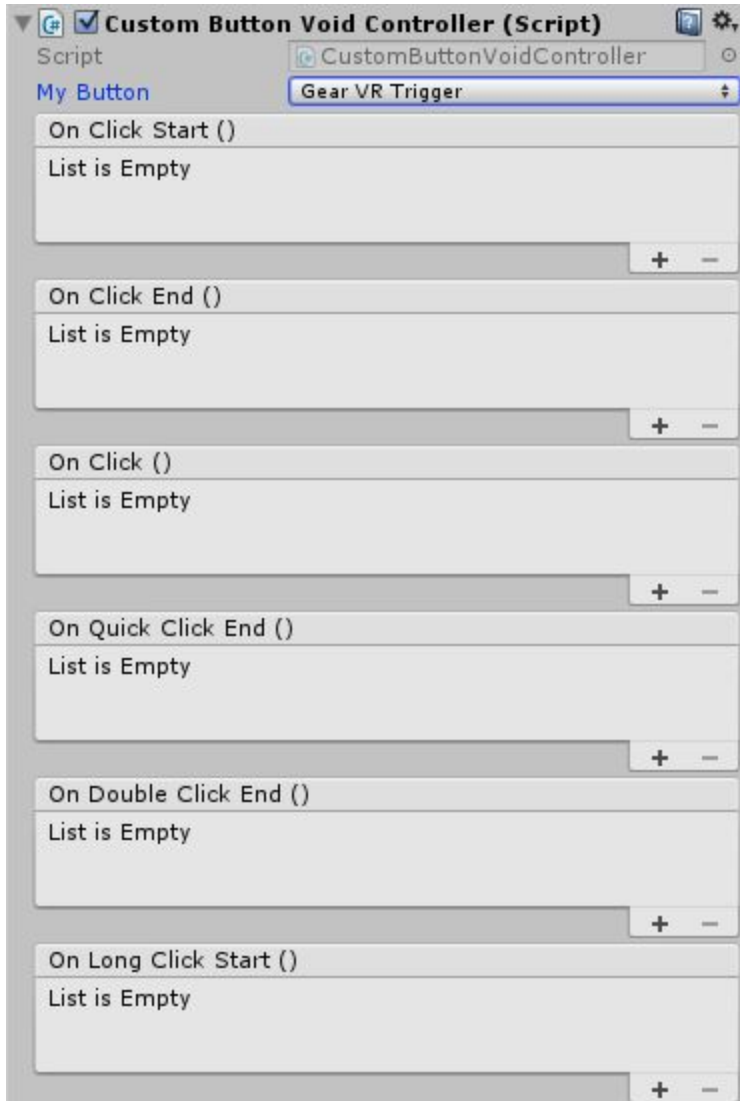 Custom Button Void Controller (Script)
Script CustomButtonVoidController
My Button Gear VR Trigger
On Click Start ()
List is Empty
+ −
On Click End ()
List is Empty
+ −
On Click ()
List is Empty
+ −
On Quick Click End ()
List is Empty
+ −
On Double Click End ()
List is Empty
+ −
On Long Click Start ()
List is Empty
+ −